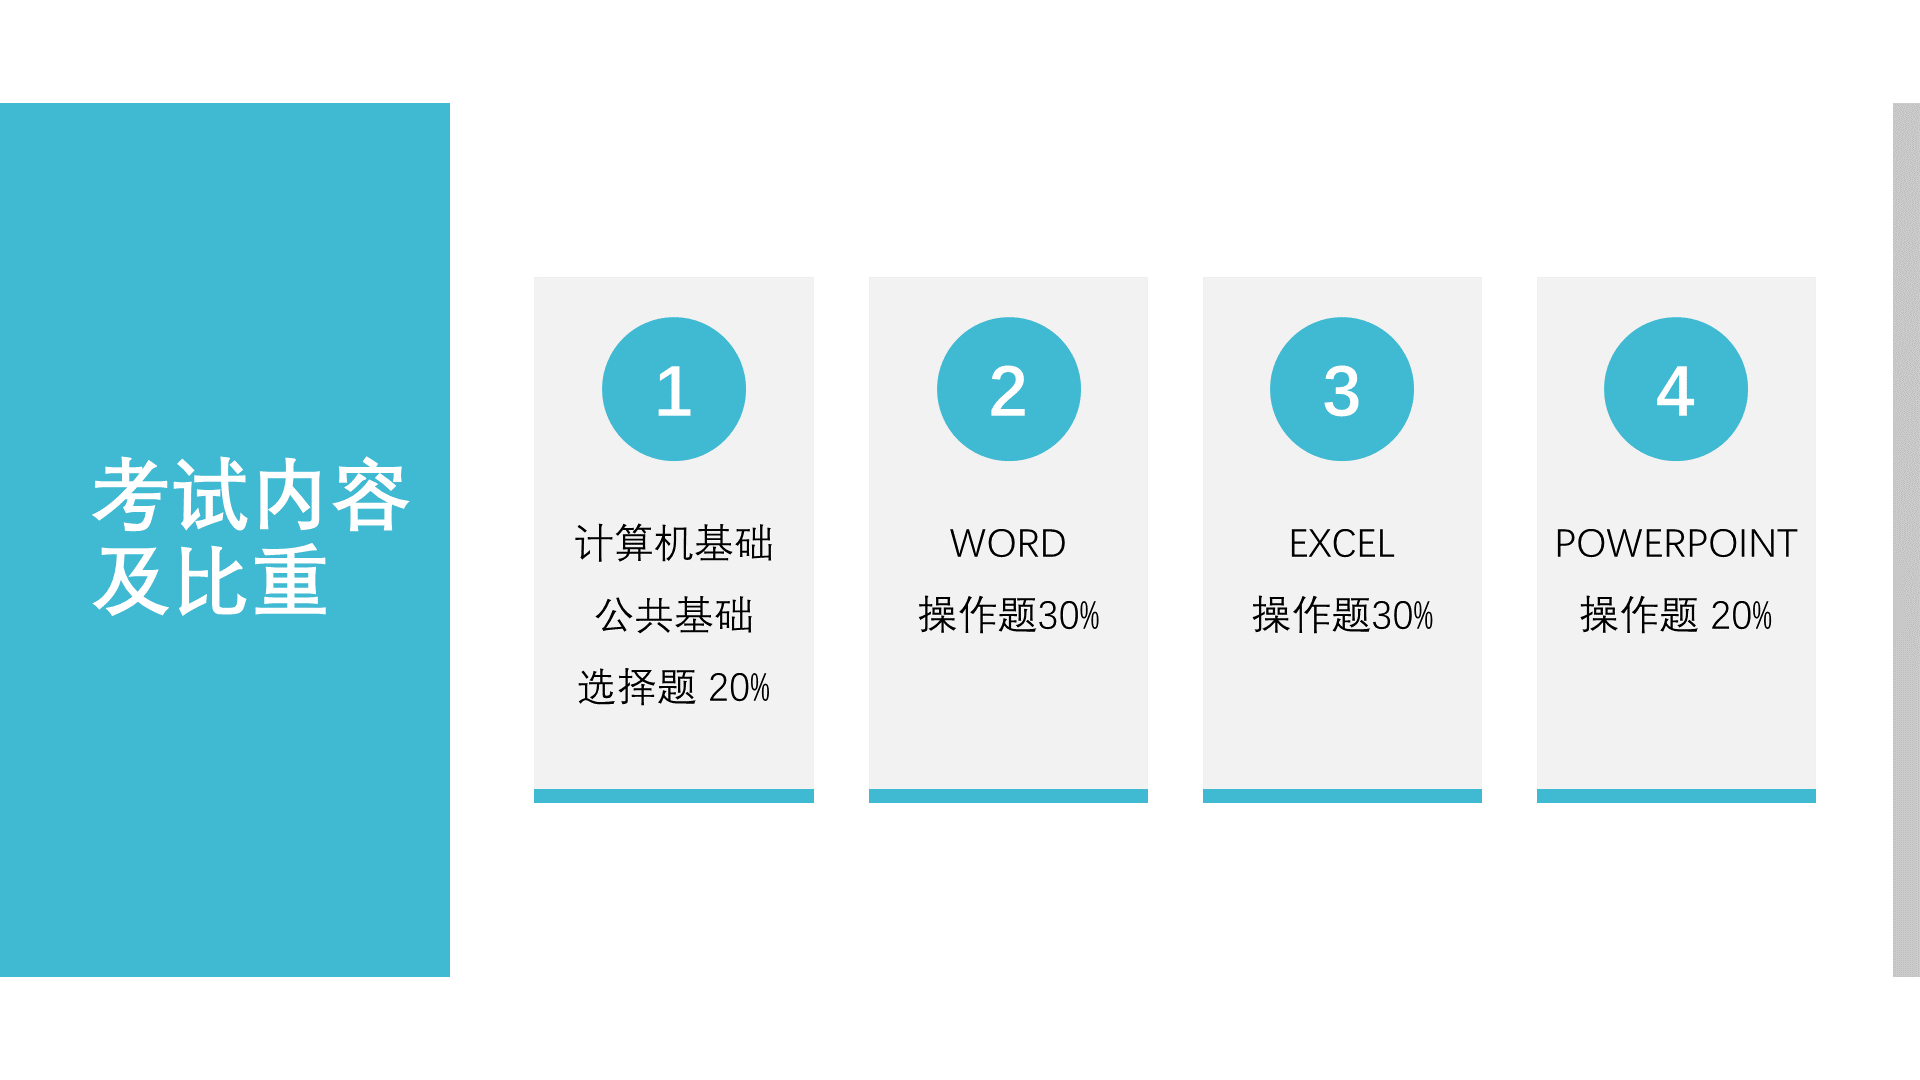 考试内容
及比重
1
计算机基础
公共基础
选择题 20%
2
WORD
操作题30%
3
EXCEL
操作题30%
4
POWERPOINT
操作题 20%